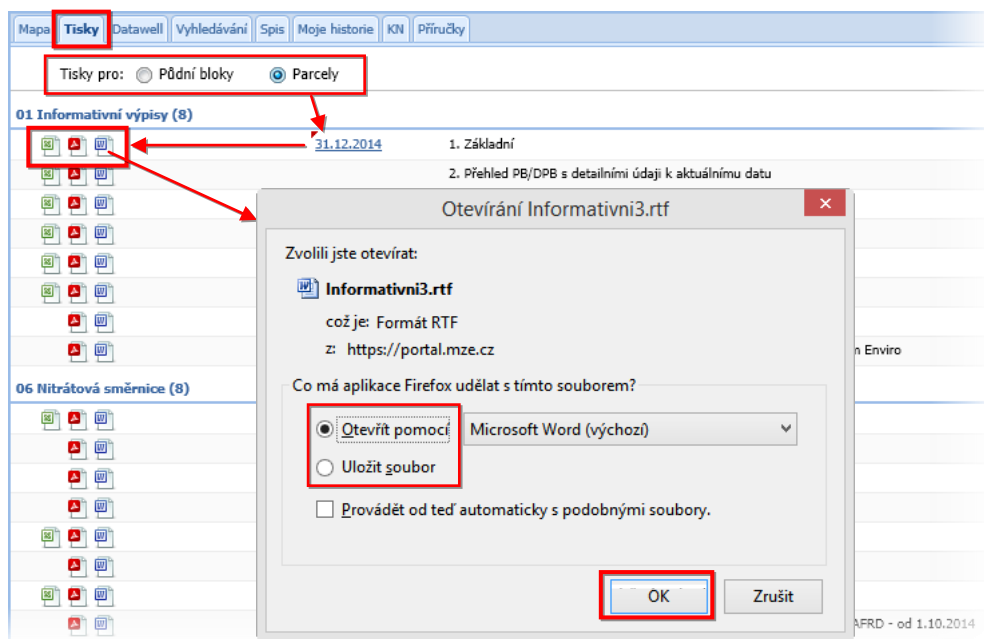 Mapa Tisky Datawell Vyhledávání Spis Moje historie KN Příručky
Tisky pro: Půdní bloky Parcely
01 Informativní výpisy (8)
31.12.2014 1. Základní
2. Přehled PB/DPB s detailními údaji k aktuálnímu datu
Otevírání Informativni3.rtf
Zvolili jste otevírat:
Informativni3.rtf
což je: Formát RTF
z: https://portal.mze.cz
m Enviro
Co má aplikace Firefox udělat s tímto souborem?
06 Nitrátová směrnice (8)
Otevřít pomocí Microsoft Word (výchozí)
Uložit soubor
Provádět od teď automaticky s podobnými soubory.
OK Zrušit
AFRD - od 1.10.2014